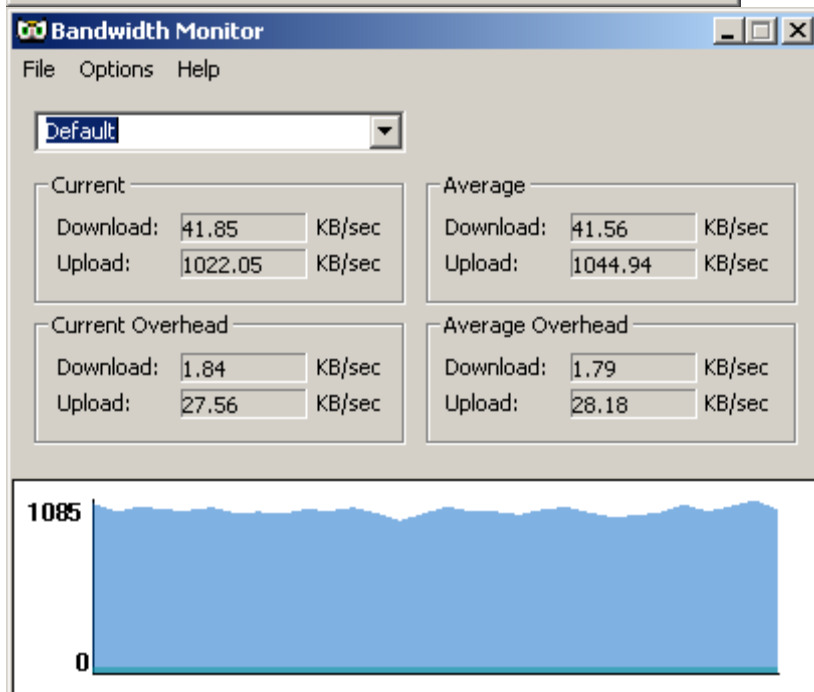 Bandwidth Monitor
File Options Help
Default
Current
Download: 41.85 KB/sec
Upload: 1022.05 KB/sec
Average
Download: 41.56 KB/sec
Upload: 1044.94 KB/sec
Current Overhead
Download: 1.84 KB/sec
Upload: 27.56 KB/sec
Average Overhead
Download: 1.79 KB/sec
Upload: 28.18 KB/sec
1085
0